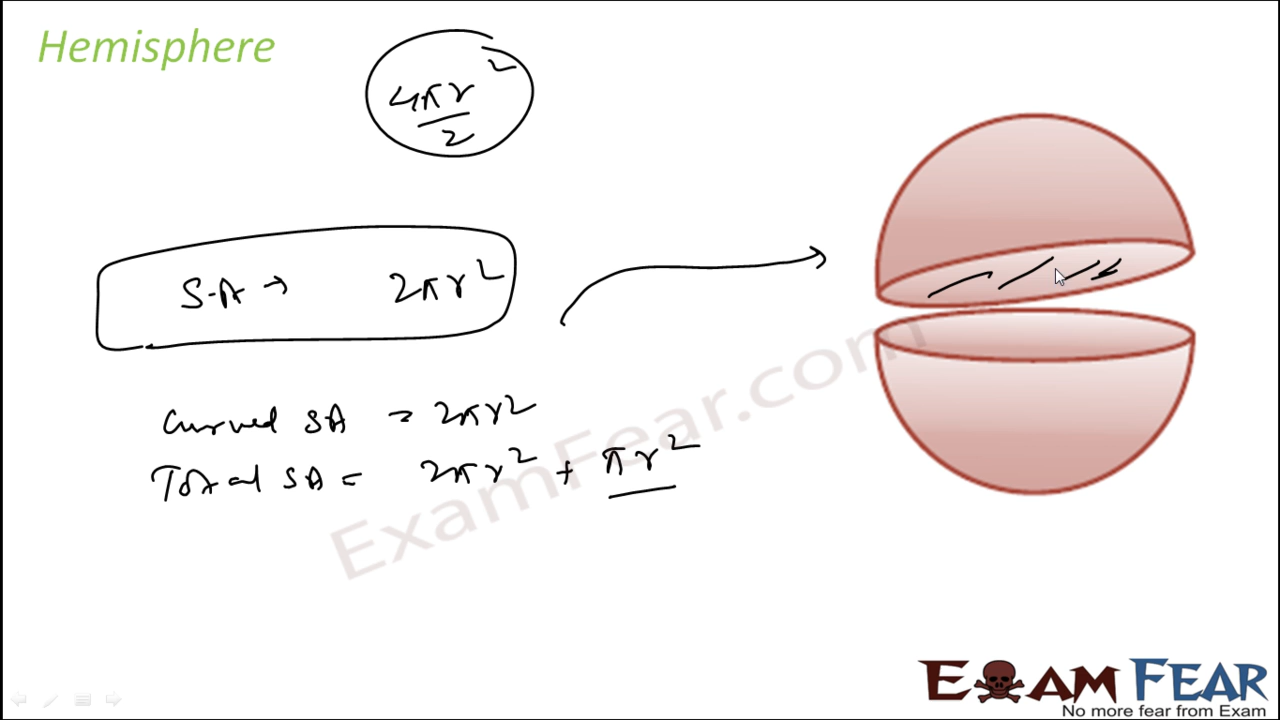 Hemisphere
4πr²/2
S.A → 2πr²
Curved SA = 2πr²
Total SA = 2πr² + πr²
ExamFear.com
EXAM FEAR
No more fear from Exam